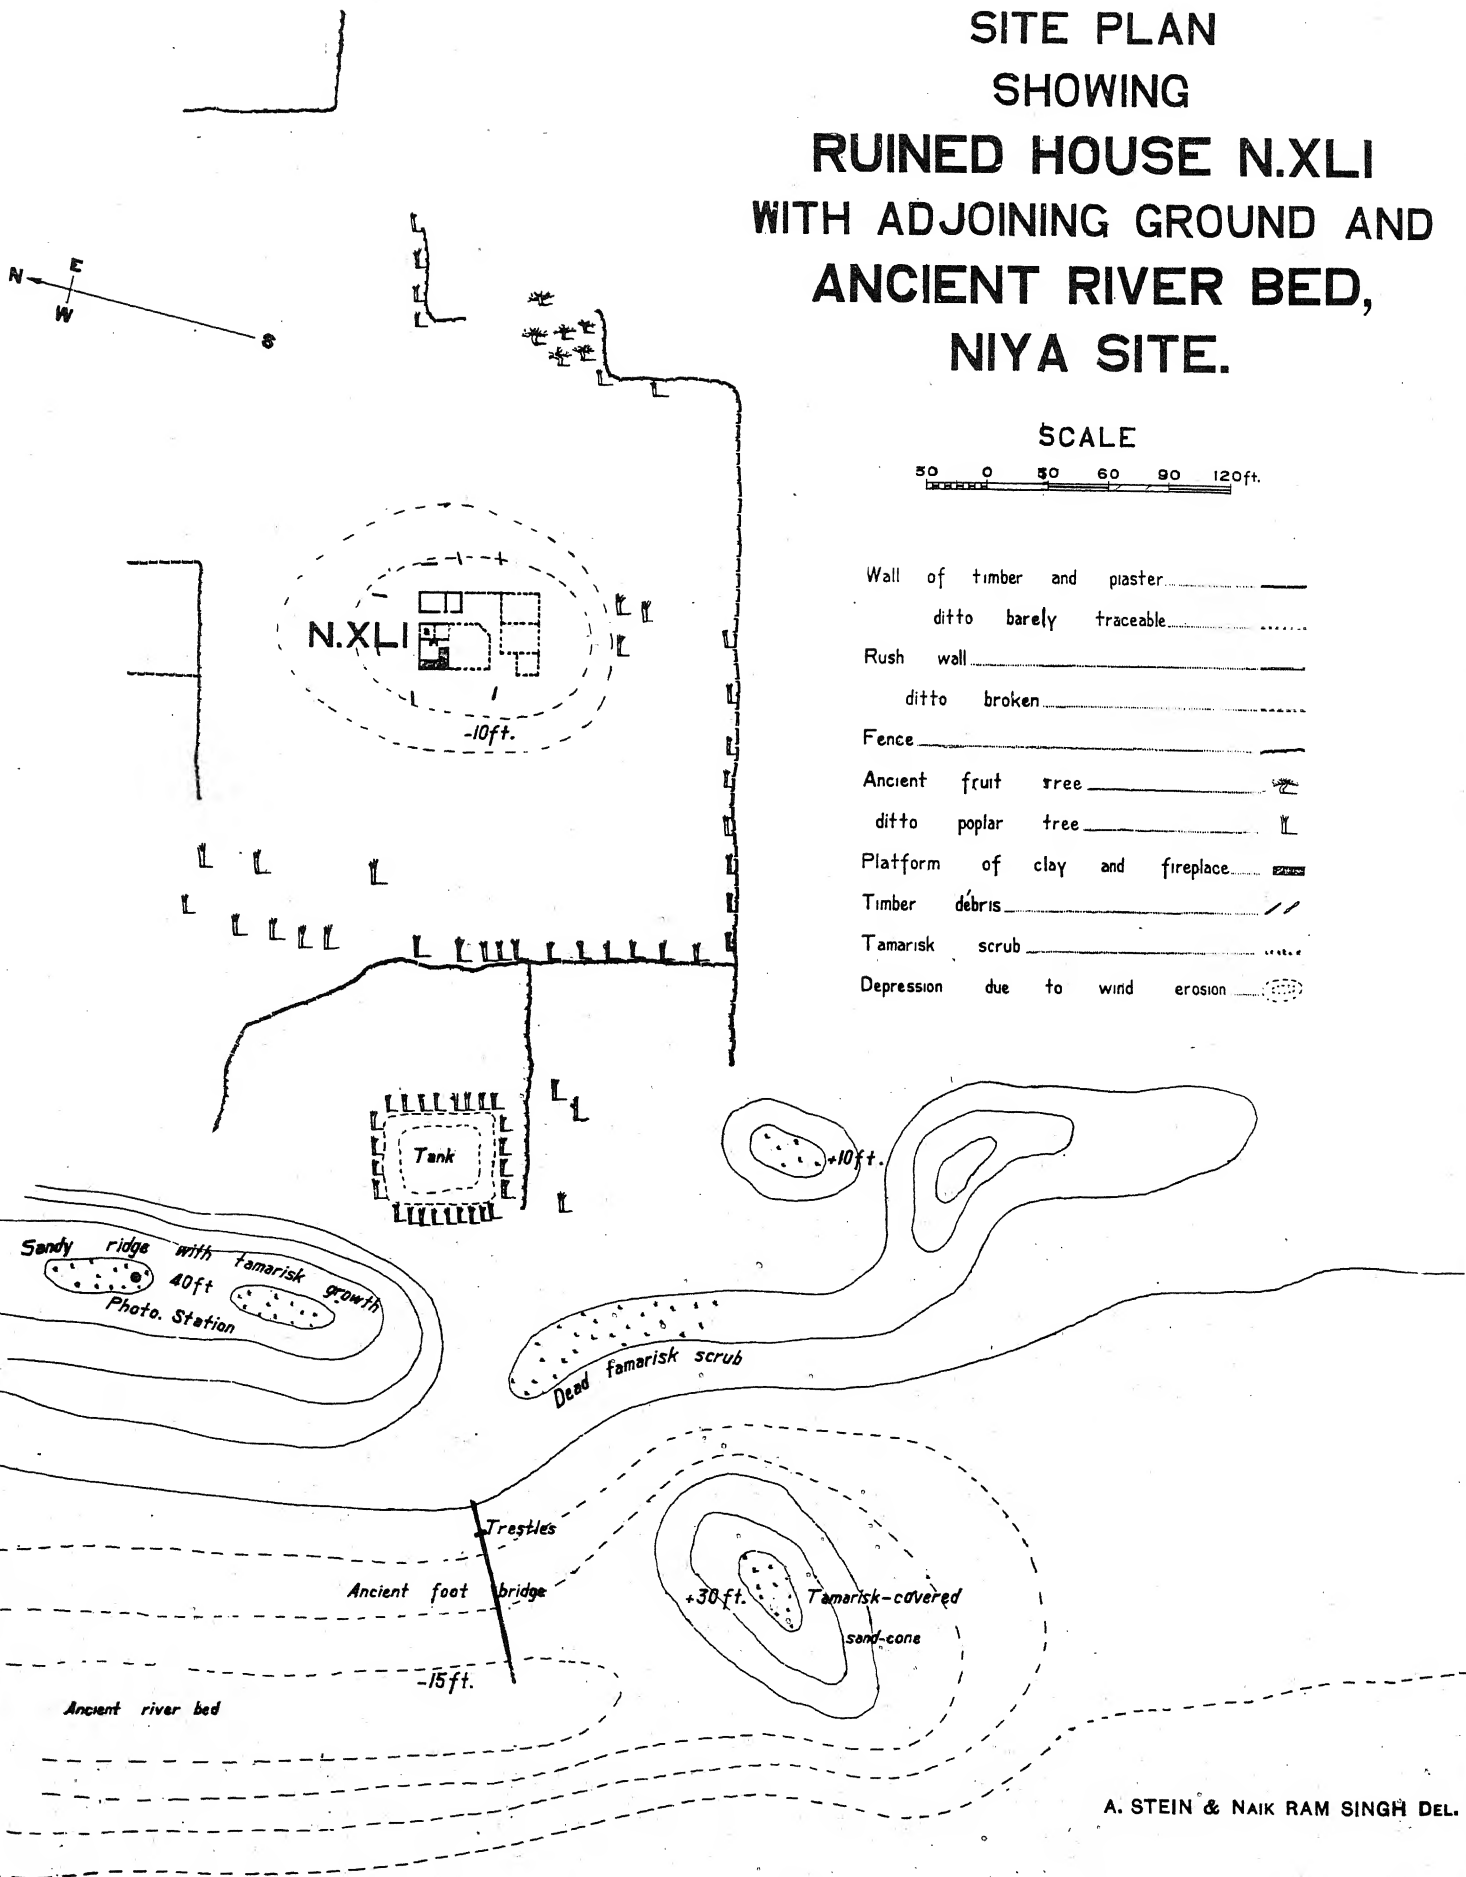 SITE PLAN
SHOWING
RUINED HOUSE N.XLI
WITH ADJOINING GROUND AND
ANCIENT RIVER BED,
NIYA SITE.
N
E
W
S
SCALE
30 0 30 60 90 120ft.
Wall of timber and plaster
ditto barely traceable
Rush wall
ditto broken
Fence
Ancient fruit tree
ditto poplar tree
Platform of clay and fireplace
Timber débris
Tamarisk scrub
Depression due to wind erosion
N.XLI
-10ft.
Tank
+10ft.
Sandy ridge with tamarisk growth
40ft
Photo. Station
Dead tamarisk scrub
Trestles
Ancient foot bridge
+30ft.
Tamarisk-covered
sand-cone
-15ft.
Ancient river bed
A. STEIN & NAIK RAM SINGH DEL.